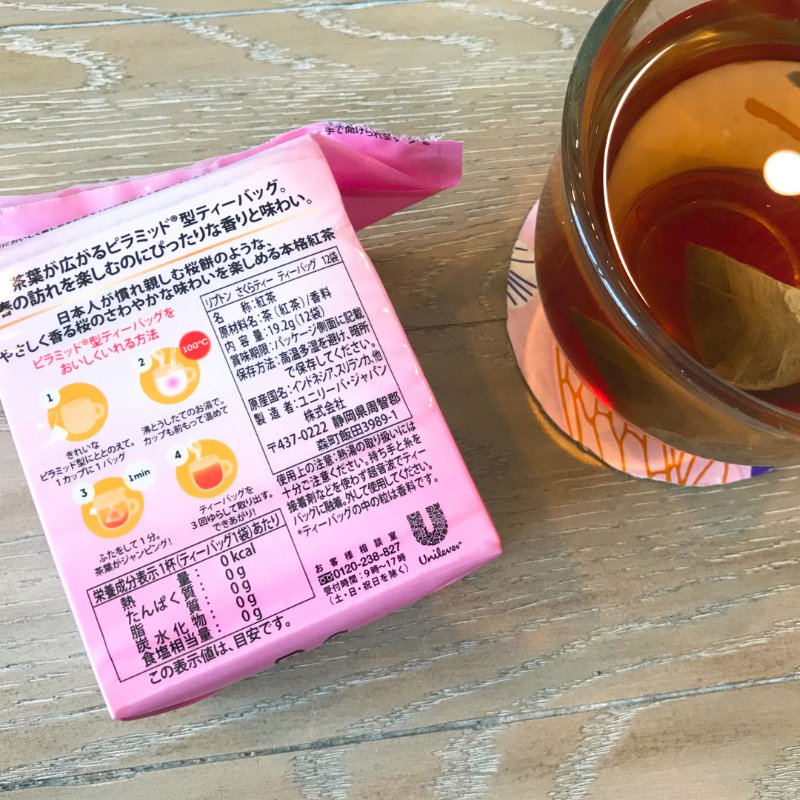 手で開けられま
茶葉が広がるピラミッド®型ティーバッグ。
春の訪れを楽しむのにぴったりな香りと味わい。
日本人が慣れ親しむ桜餅のような、
やさしく香る桜のさわやかな味わいを楽しめる本格紅茶
ピラミッド®型ティーバッグを
おいしくいれる方法
1
きれいな
ピラミッド型にととのえて。
1カップに1バッグ
2
100℃
沸とうしたてのお湯で。
カップも前もって温めて
3
1min
ふたをして1分。
茶葉がジャンピング!
4
ティーバッグを
3回ゆらして取り出す。
できあがり!
リプトン さくらティー ティーバッグ 12袋
名 称:紅茶
原材料名:茶(紅茶)/香料
内 容 量:19.2g(12袋)
賞味期限:パッケージ側面に記載
保存方法:高温多湿を避け、暗所
で保存してください。
原産国名:インドネシア,スリランカ,他
製 造 者:ユニリーバ・ジャパン
株式会社
〒437-0222 静岡県周智郡
森町飯田3989-1
使用上の注意:熱湯の取り扱いには
十分ご注意ください。持ち手と糸を
接着剤などを使わず超音波でティー
バッグに融着。外して使用してください。
*ティーバッグの中の粒は香料です。
栄養成分表示1杯(ティーバッグ1袋)あたり
熱 量:0kcal
たんぱく質:0g
脂 質:0g
炭水化物:0g
食塩相当量:0g
この表示値は、目安です。
お客様相談室
0120-238-827
受付時間:9時〜17時
(土・日・祝日を除く)
Unilever